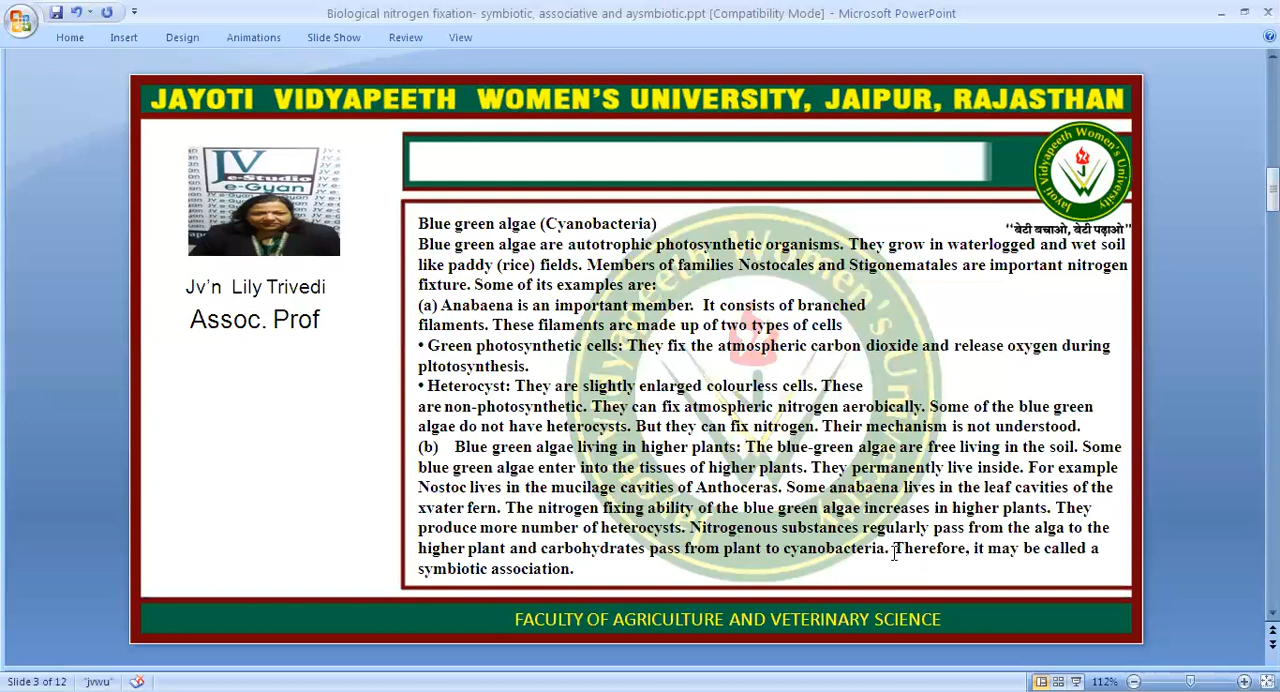 Biological nitrogen fixation- symbiotic, associative and aysmbiotic.ppt [Compatibility Mode] - Microsoft PowerPoint
Home Insert Design Animations Slide Show Review View
JAYOTI VIDYAPEETH WOMEN'S UNIVERSITY, JAIPUR, RAJASTHAN
JV
e-Studio
e-Gyan
Jayoti Vidyapeeth Women's University
"बेटी बचाओ, बेटी पढ़ाओ"
Jv'n Lily Trivedi
Assoc. Prof
Blue green algae (Cyanobacteria)
Blue green algae are autotrophic photosynthetic organisms. They grow in waterlogged and wet soil
like paddy (rice) fields. Members of families Nostocales and Stigonematales are important nitrogen
fixture. Some of its examples are:
(a) Anabaena is an important member. It consists of branched
filaments. These filaments arc made up of two types of cells
• Green photosynthetic cells: They fix the atmospheric carbon dioxide and release oxygen during
pltotosynthesis.
• Heterocyst: They are slightly enlarged colourless cells. These
are non-photosynthetic. They can fix atmospheric nitrogen aerobically. Some of the blue green
algae do not have heterocysts. But they can fix nitrogen. Their mechanism is not understood.
(b) Blue green algae living in higher plants: The blue-green algae are free living in the soil. Some
blue green algae enter into the tissues of higher plants. They permanently live inside. For example
Nostoc lives in the mucilage cavities of Anthoceras. Some anabaena lives in the leaf cavities of the
xvater fern. The nitrogen fixing ability of the blue green algae increases in higher plants. They
produce more number of heterocysts. Nitrogenous substances regularly pass from the alga to the
higher plant and carbohydrates pass from plant to cyanobacteria. Therefore, it may be called a
symbiotic association.
FACULTY OF AGRICULTURE AND VETERINARY SCIENCE
Slide 3 of 12 "jvwu" 112%